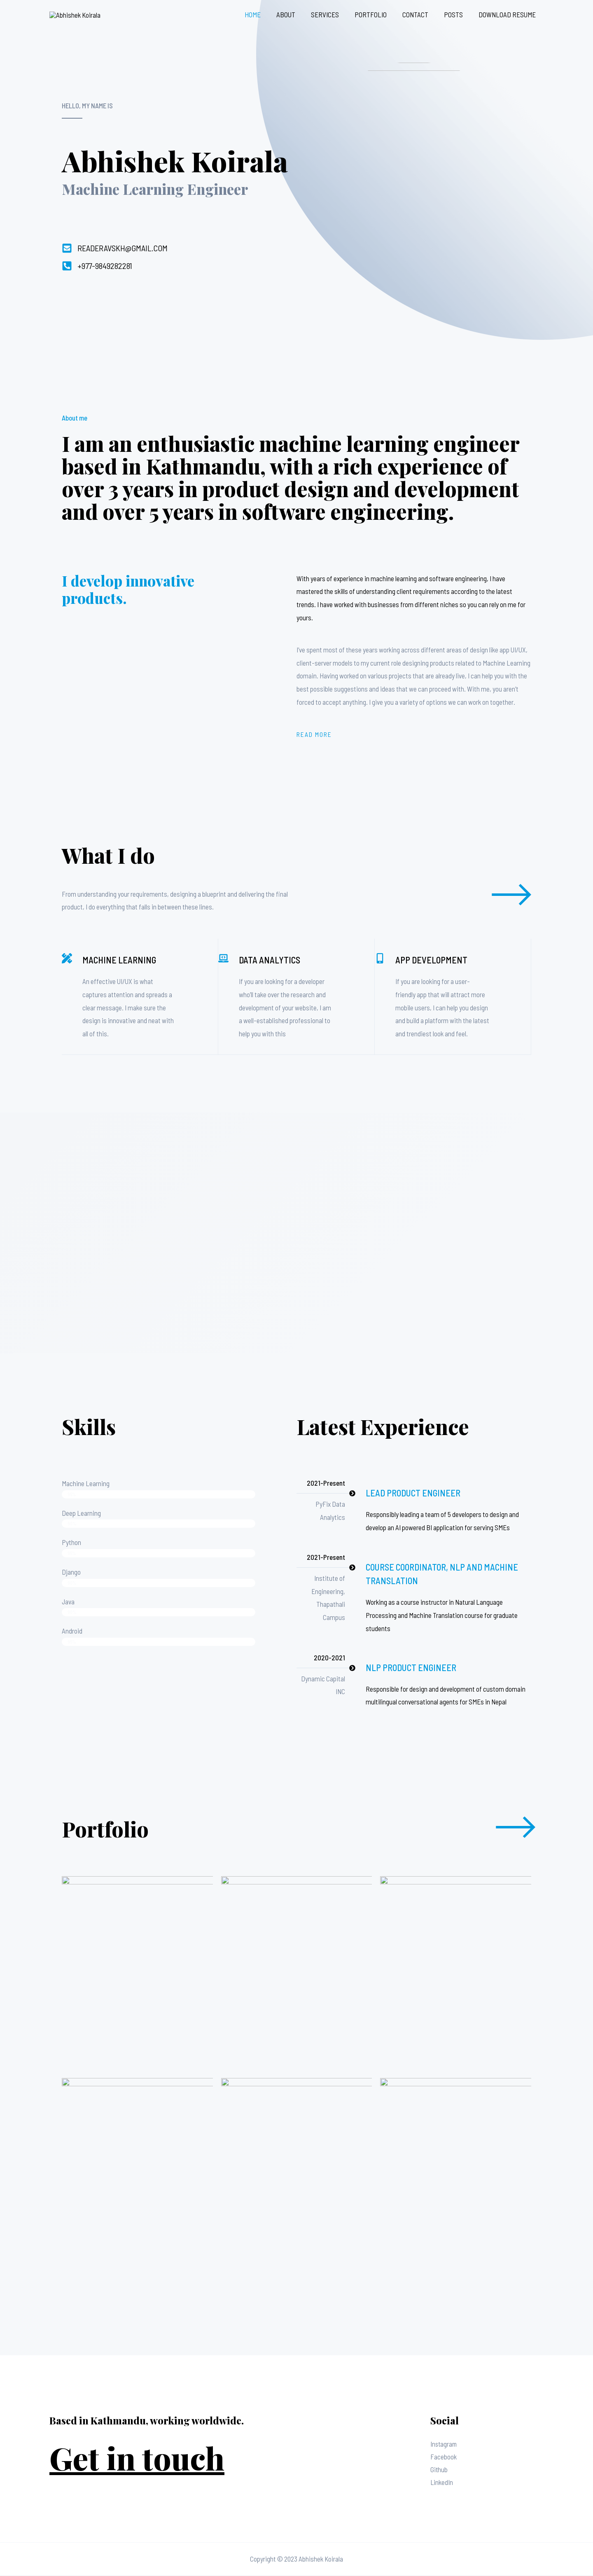 Abhishek Koirala
HOME ABOUT SERVICES PORTFOLIO CONTACT POSTS DOWNLOAD RESUME
HELLO, MY NAME IS
Abhishek Koirala
Machine Learning Engineer
READERAVSKH@GMAIL.COM
+977-9849282281
About me
I am an enthusiastic machine learning engineer
based in Kathmandu, with a rich experience of
over 3 years in product design and development
and over 5 years in software engineering.
I develop innovative
products.
With years of experience in machine learning and software engineering, I have
mastered the skills of understanding client requirements according to the latest
trends. I have worked with businesses from different niches so you can rely on me for
yours.
I've spent most of these years working across different areas of design like app UI/UX,
client-server models to my current role designing products related to Machine Learning
domain. Having worked on various projects that are already live, I can help you with the
best possible suggestions and ideas that we can proceed with. With me, you aren't
forced to accept anything. I give you a variety of options we can work on together.
READ MORE
What I do
From understanding your requirements, designing a blueprint and delivering the final
product, I do everything that falls in between these lines.
MACHINE LEARNING
An effective UI/UX is what
captures attention and spreads a
clear message. I make sure the
design is innovative and neat with
all of this.
DATA ANALYTICS
If you are looking for a developer
who'll take over the research and
development of your website, I am
a well-established professional to
help you with this
APP DEVELOPMENT
If you are looking for a user-
friendly app that will attract more
mobile users, I can help you design
and build a platform with the latest
and trendiest look and feel.
Skills
Machine Learning
Deep Learning
Python
Django
Java
Android
Latest Experience
2021-Present
PyFix Data
Analytics
LEAD PRODUCT ENGINEER
Responsibly leading a team of 5 developers to design and
develop an AI powered BI application for serving SMEs
2021-Present
Institute of
Engineering,
Thapathali
Campus
COURSE COORDINATOR, NLP AND MACHINE
TRANSLATION
Working as a course instructor in Natural Language
Processing and Machine Translation course for graduate
students
2020-2021
Dynamic Capital
INC
NLP PRODUCT ENGINEER
Responsible for design and development of custom domain
multilingual conversational agents for SMEs in Nepal
Portfolio
Based in Kathmandu, working worldwide.
Get in touch
Social
Instagram
Facebook
Github
LinkedIn
Copyright © 2023 Abhishek Koirala